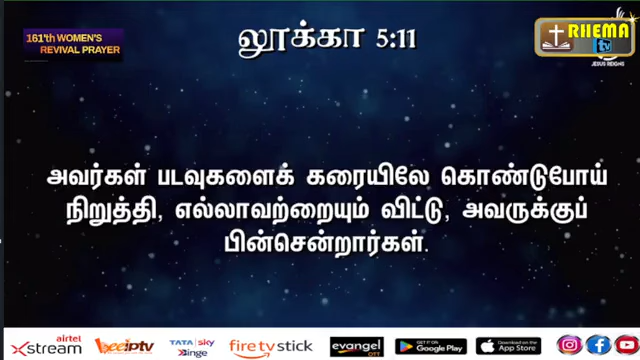 161'th WOMEN'S
REVIVAL PRAYER
லூக்கா 5:11
RHEMA
tv
JESUS REIGNS
அவர்கள் படவுகளைக் கரையிலே கொண்டுபோய்
நிறுத்தி, எல்லாவற்றையும் விட்டு, அவருக்குப்
பின்சென்றார்கள்.
airtel
Xstream
Beeiptv
TATA sky
binge
fire tv stick
evangel
OTT
GET IT ON
Google Play
Download on the
App Store